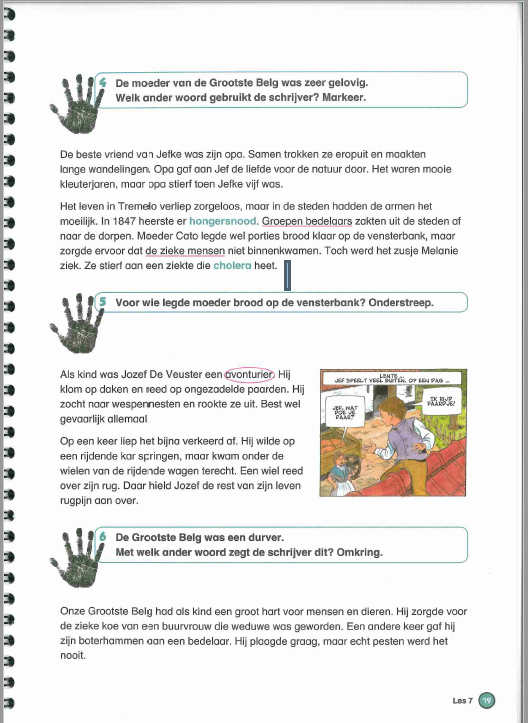 4 De moeder van de Grootste Belg was zeer gelovig.
Welk ander woord gebruikt de schrijver? Markeer.
De beste vriend van Jefke was zijn opa. Samen trokken ze eropuit en maakten
lange wandelingen. Opa gaf aan Jef de liefde voor de natuur door. Het waren mooie
kleuterjaren, maar opa stierf toen Jefke vijf was.
Het leven in Tremelo verliep zorgeloos, maar in de steden hadden de armen het
moeilijk. In 1847 heerste er hongersnood. Groepen bedelaars zakten uit de steden af
naar de dorpen. Moeder Cato legde wel porties brood klaar op de vensterbank, maar
zorgde ervoor dat de zieke mensen niet binnenkwamen. Toch werd het zusje Melanie
ziek. Ze stierf aan een ziekte die cholera heet.
5 Voor wie legde moeder brood op de vensterbank? Onderstreep.
Als kind was Jozef De Veuster een avonturier. Hij
klom op daken en reed op ongezadelde paarden. Hij
zocht naar wespennesten en rookte ze uit. Best wel
gevaarlijk allemaal.
LENTE ...
JEF SPEELT VEEL BUITEN. OP EEN DAG ...
JEF, WAT
DOE JE
DAAR?
IK RIJD
PAARDJE!
Op een keer liep het bijna verkeerd af. Hij wilde op
een rijdende kar springen, maar kwam onder de
wielen van de rijdende wagen terecht. Een wiel reed
over zijn rug. Daar hield Jozef de rest van zijn leven
rugpijn aan over.
6 De Grootste Belg was een durver.
Met welk ander woord zegt de schrijver dit? Omkring.
Onze Grootste Belg had als kind een groot hart voor mensen en dieren. Hij zorgde voor
de zieke koe van een buurvrouw die weduwe was geworden. Een andere keer gaf hij
zijn boterhammen aan een bedelaar. Hij plaagde graag, maar echt pesten werd het
nooit.
Les 7 19